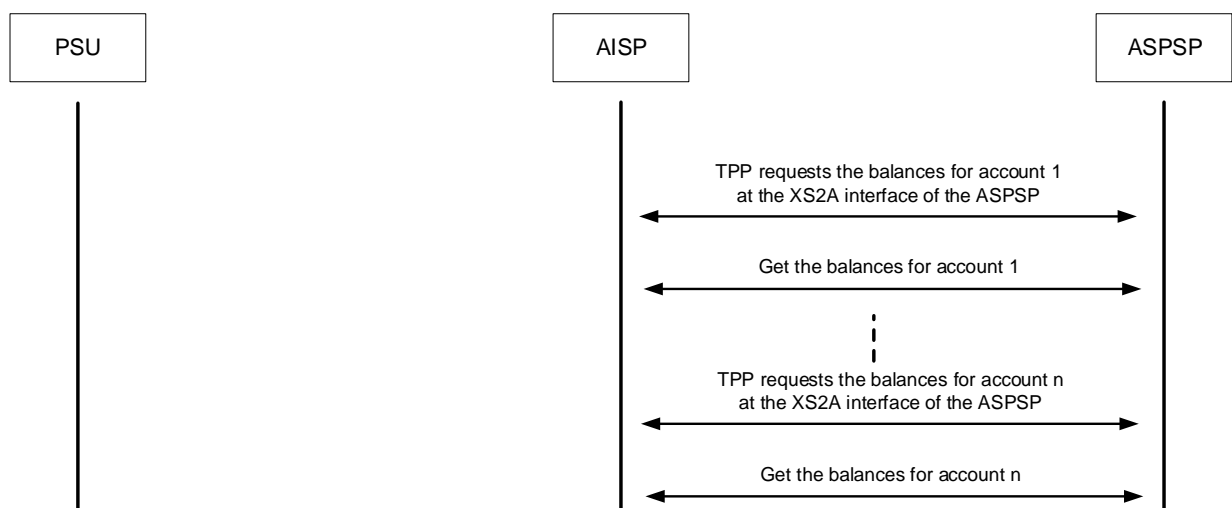 PSU
AISP
ASPSP
TPP requests the balances for account 1
at the XS2A interface of the ASPSP
Get the balances for account 1
TPP requests the balances for account n
at the XS2A interface of the ASPSP
Get the balances for account n